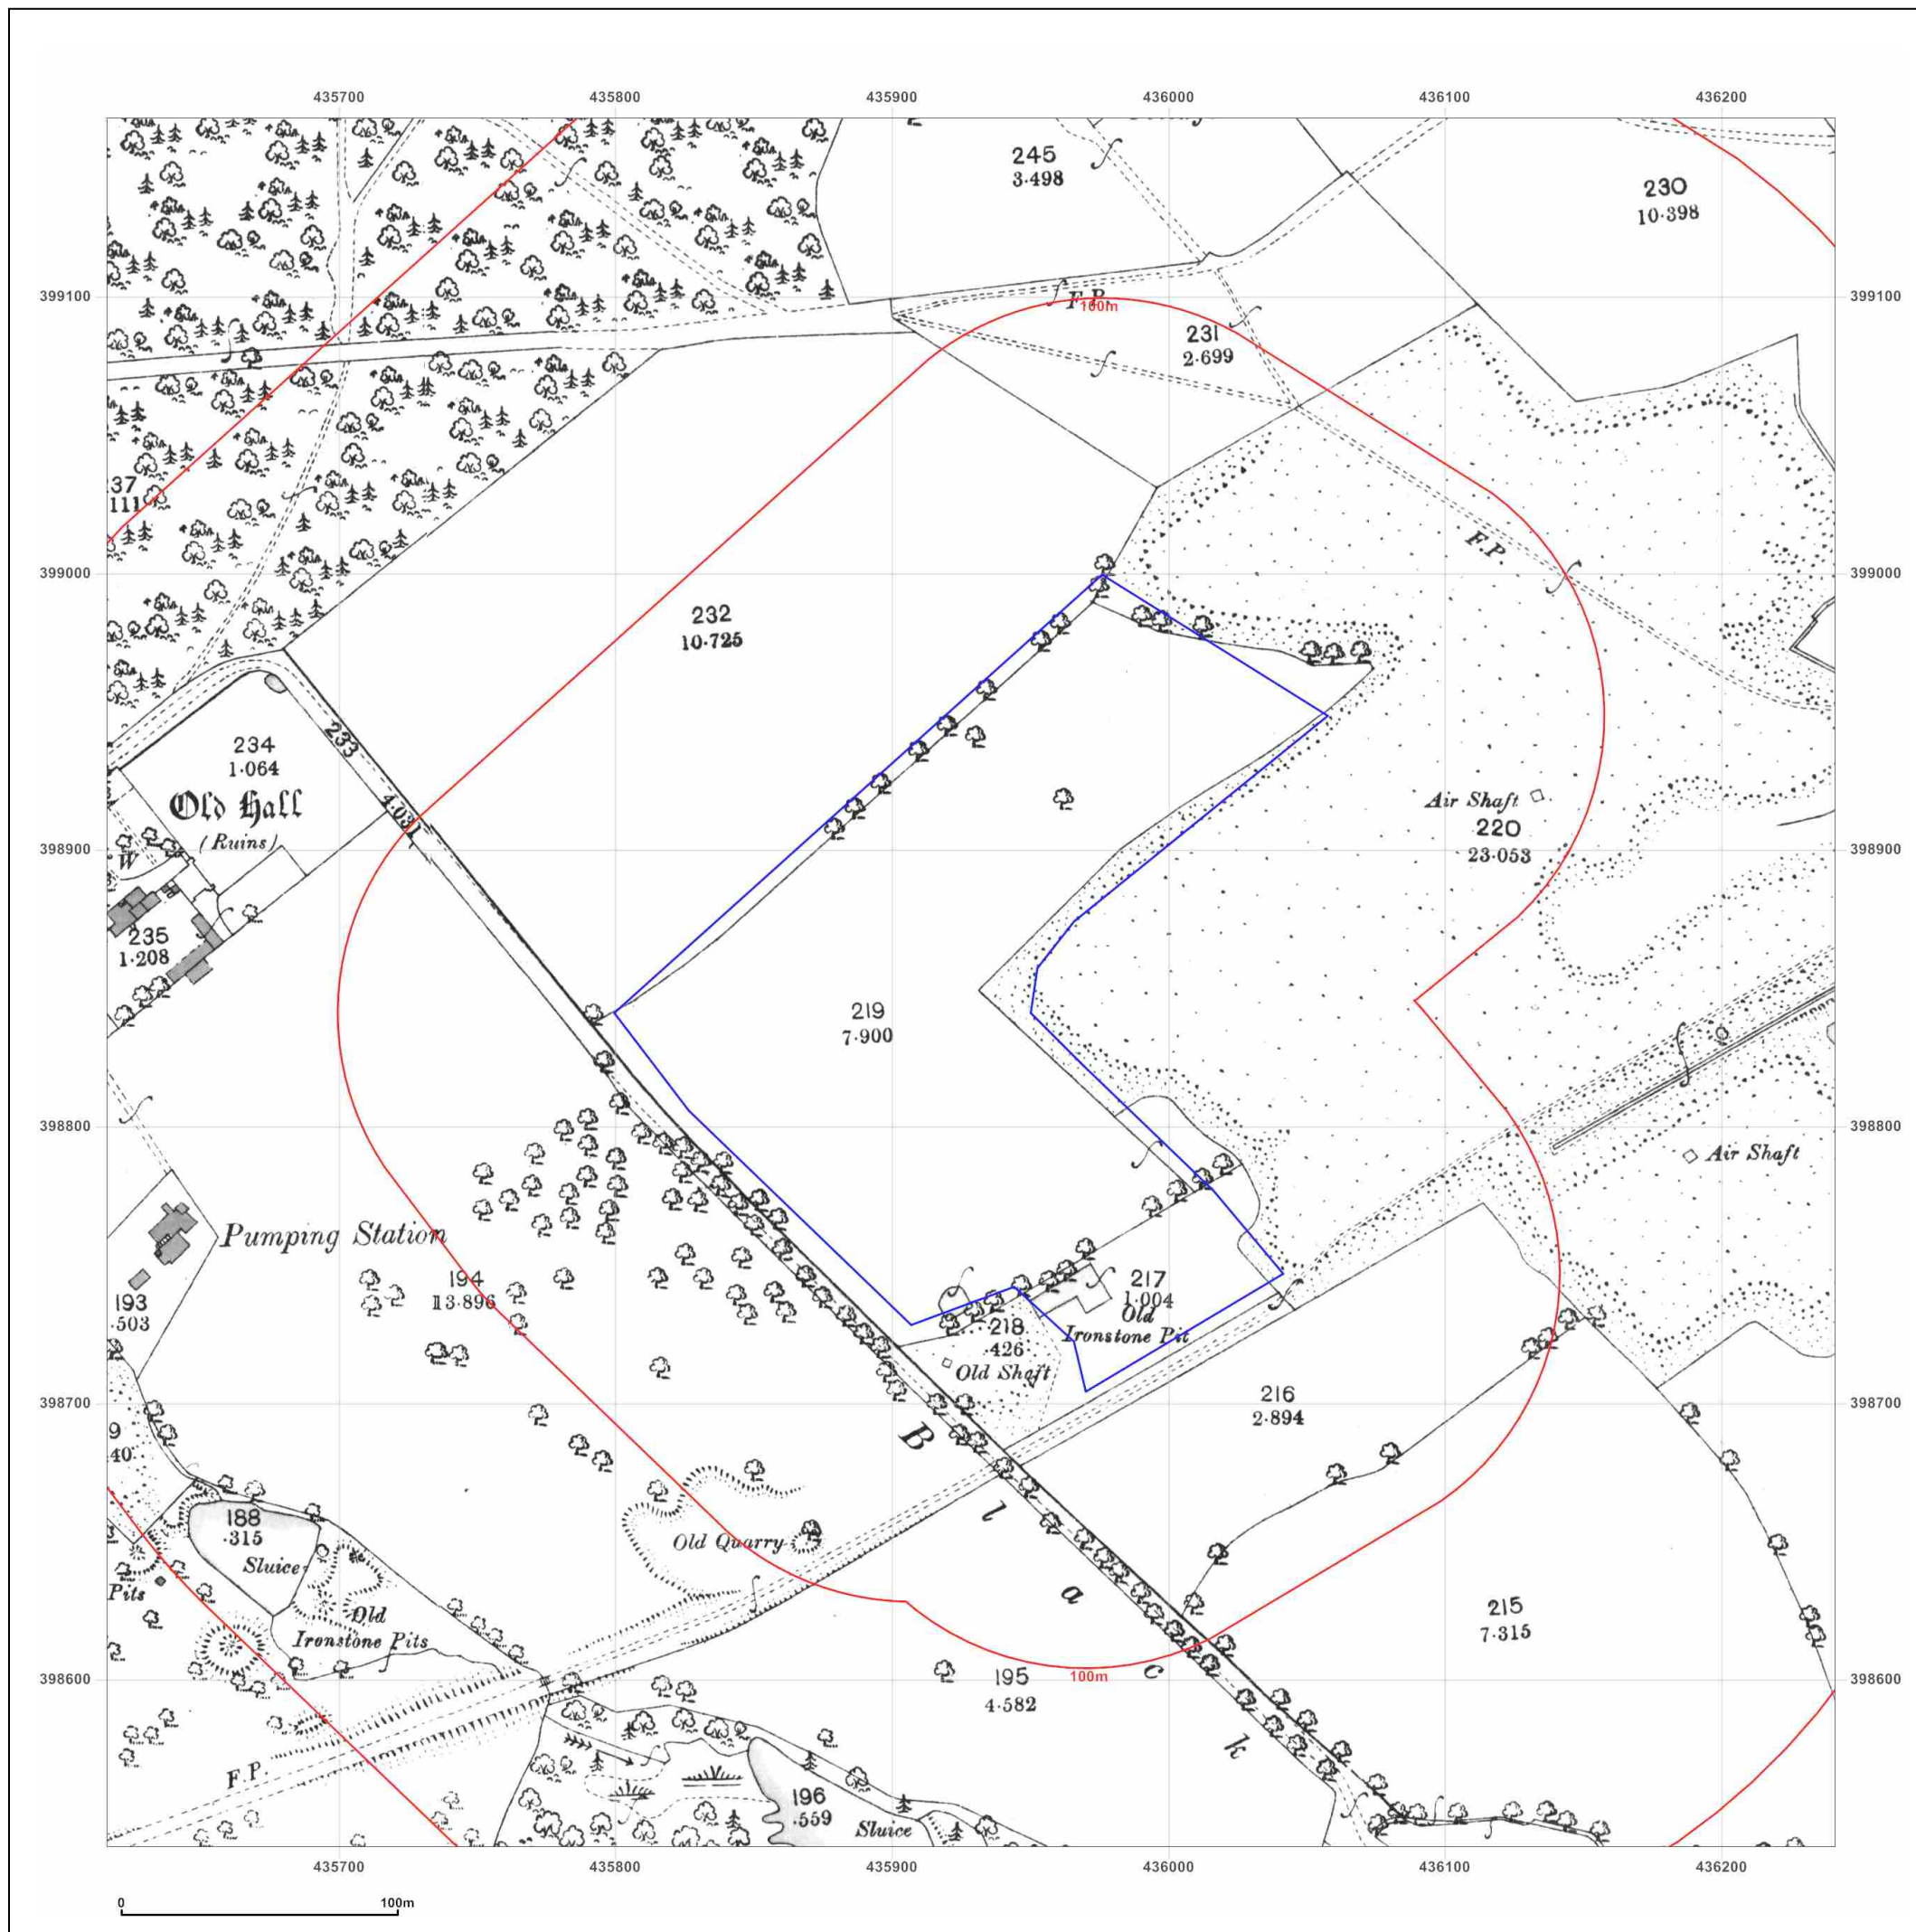 435700 435800 435900 436000 436100 436200
245
3·498
230
10·398
399100
399100
F.P.
100m
231
2·699
37
111
F.P.
399000
399000
232
10·725
233
4·031
234
1·064
Old Hall
(Ruins)
W
398900
398900
Air Shaft
220
23·053
235
1·208
219
7·900
398800
398800
Air Shaft
Pumping Station
194
13·896
193
·503
217
1·004
Old
Ironstone Pit
218
·426
Old Shaft
398700
398700
216
2·894
9
40
B
l
a
c
k
188
·315
Sluice
Old Quarry
Pits
Old
Ironstone Pits
215
7·315
100m
195
4·582
398600
398600
F.P.
196
·559
Sluice
435700 435800 435900 436000 436100 436200
0 100m